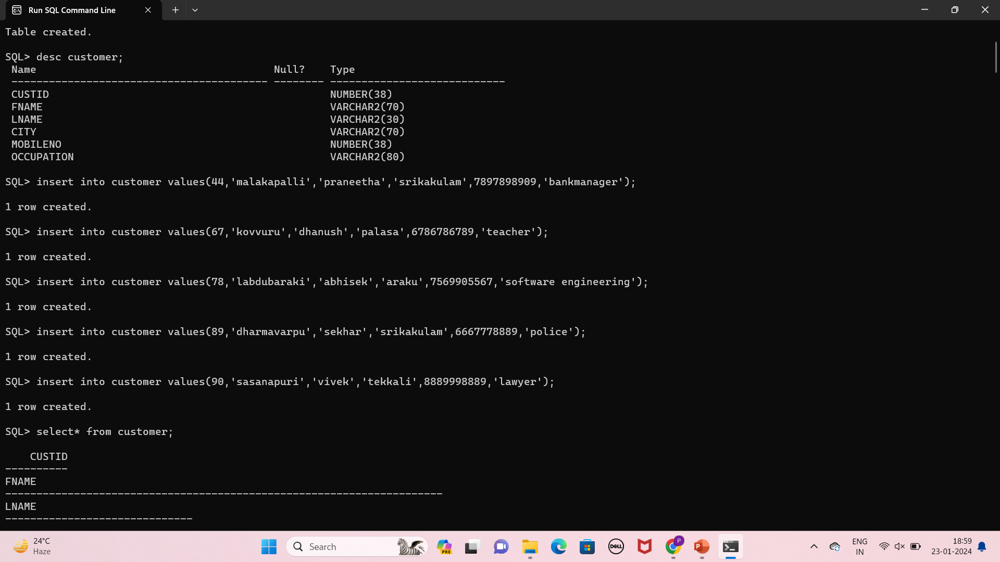 Run SQL Command Line
Table created.
SQL> desc customer;
Name Null? Type
----------------------------------------- -------- ----------------------------
CUSTID NUMBER(38)
FNAME VARCHAR2(70)
LNAME VARCHAR2(30)
CITY VARCHAR2(70)
MOBILENO NUMBER(38)
OCCUPATION VARCHAR2(80)
SQL> insert into customer values(44,'malakapalli','praneetha','srikakulam',7897898909,'bankmanager');
1 row created.
SQL> insert into customer values(67,'kovvuru','dhanush','palasa',6786786789,'teacher');
1 row created.
SQL> insert into customer values(78,'labdubaraki','abhisek','araku',7569905567,'software engineering');
1 row created.
SQL> insert into customer values(89,'dharmavarpu','sekhar','srikakulam',6667778889,'police');
1 row created.
SQL> insert into customer values(90,'sasanapuri','vivek','tekkali',8889998889,'lawyer');
1 row created.
SQL> select* from customer;
CUSTID
----------
FNAME
----------------------------------------------------------------------
LNAME
------------------------------
24°C
Haze
Search
PRE
DELL
P
P
ENG
IN
18:59
23-01-2024